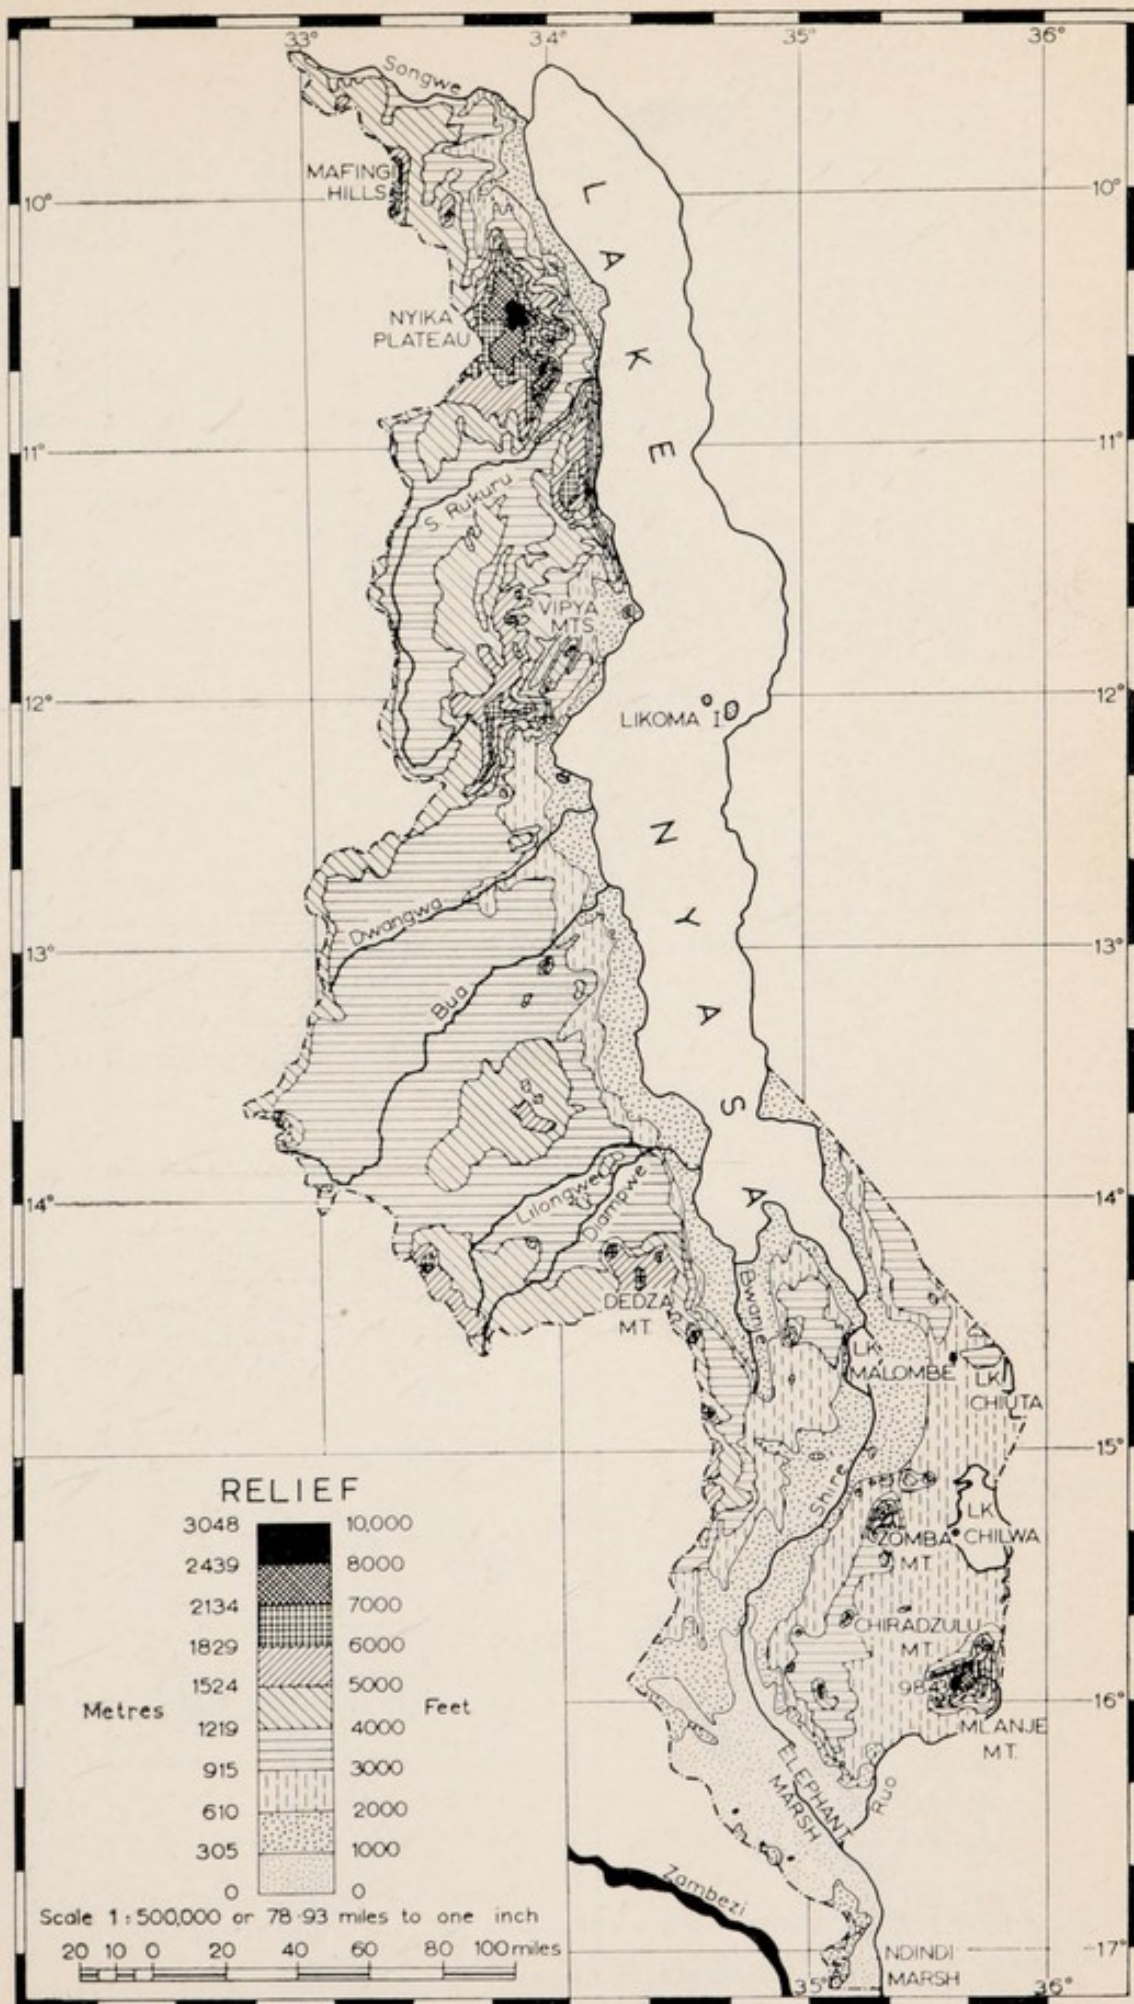 33° 34° 35° 36°
Songwe
MAFINGI
HILLS
10° 10°
NYIKA
PLATEAU
LAKE NYASA
11° 11°
S. Rukuru
VIPYA
MTS
12° 12°
LIKOMA I
Dwangwa
13° 13°
Bua
14° 14°
Lilongwe
Diampwe
DEDZA
MT.
Bwanje
LK
MALOMBE
LK
CHIUTA
15°
Shire
LK
CHILWA
ZOMBA
MT.
CHIRADZULU
MT.
984
16°
MLANJE
MT.
ELEPHANT
MARSH
Ruo
Zambezi
NDINDI
MARSH
17°
35° 36°
RELIEF
3048 10,000
2439 8000
2134 7000
1829 6000
1524 5000
Metres Feet
1219 4000
915 3000
610 2000
305 1000
0 0
Scale 1:500,000 or 78·93 miles to one inch
20 10 0 20 40 60 80 100 miles